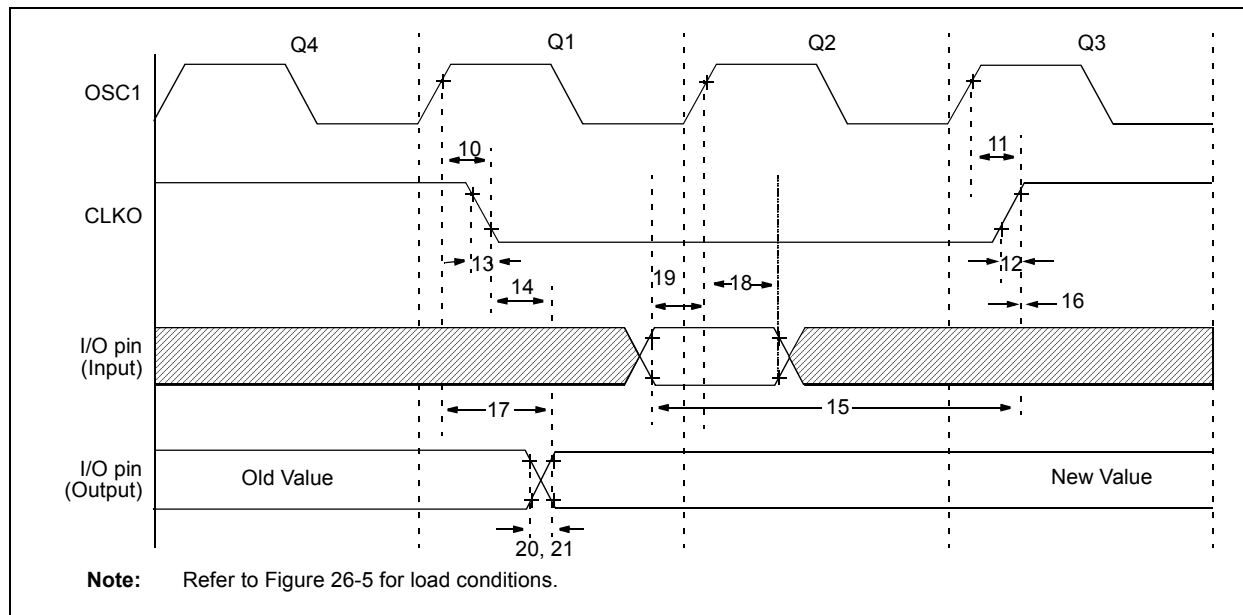 Q4 Q1 Q2 Q3
OSC1
10 11
CLKO
13 12
14 19 18 16
I/O pin
(Input)
17 15
I/O pin
(Output)
Old Value New Value
20, 21
Note: Refer to Figure 26-5 for load conditions.